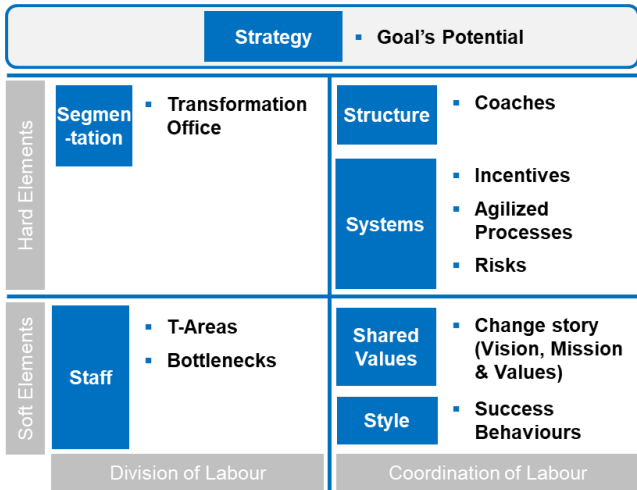 Strategy
▪ Goal's Potential
Hard Elements
Segmen
-tation
▪ Transformation
Office
Structure
▪ Coaches
Systems
▪ Incentives
▪ Agilized
Processes
▪ Risks
Soft Elements
Staff
▪ T-Areas
▪ Bottlenecks
Shared
Values
▪ Change story
(Vision, Mission
& Values)
Style
▪ Success
Behaviours
Division of Labour
Coordination of Labour